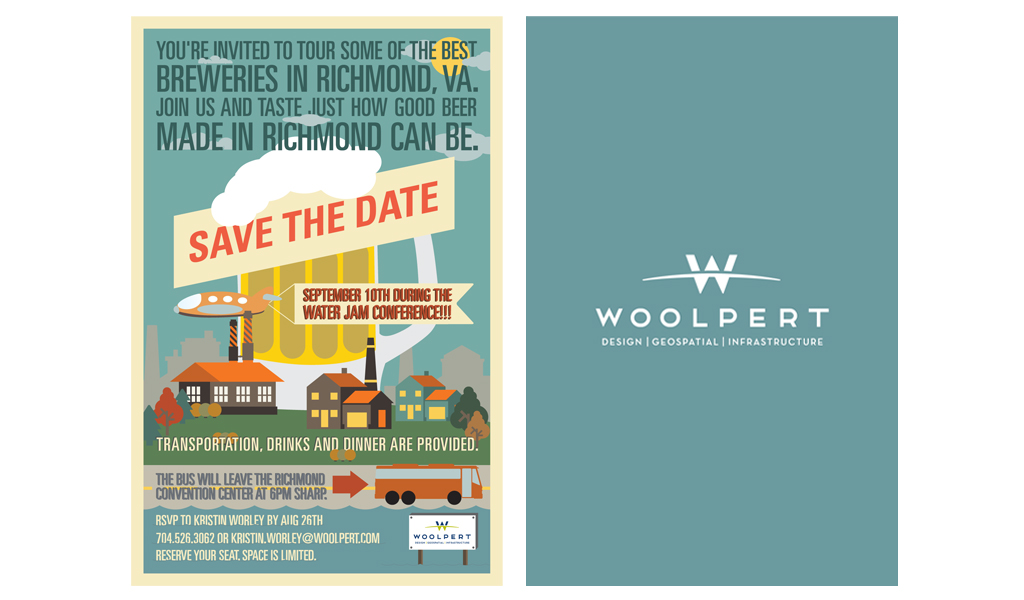 YOU'RE INVITED TO TOUR SOME OF THE BEST
BREWERIES IN RICHMOND, VA.
JOIN US AND TASTE JUST HOW GOOD BEER
MADE IN RICHMOND CAN BE.
SAVE THE DATE
SEPTEMBER 10TH DURING THE
WATER JAM CONFERENCE!!!
TRANSPORTATION, DRINKS AND DINNER ARE PROVIDED.
THE BUS WILL LEAVE THE RICHMOND
CONVENTION CENTER AT 6PM SHARP.
RSVP TO KRISTIN WORLEY BY AUG 26TH
704.526.3062 OR KRISTIN.WORLEY@WOOLPERT.COM
RESERVE YOUR SEAT. SPACE IS LIMITED.
W
WOOLPERT
DESIGN | GEOSPATIAL | INFRASTRUCTURE
W
WOOLPERT
DESIGN | GEOSPATIAL | INFRASTRUCTURE